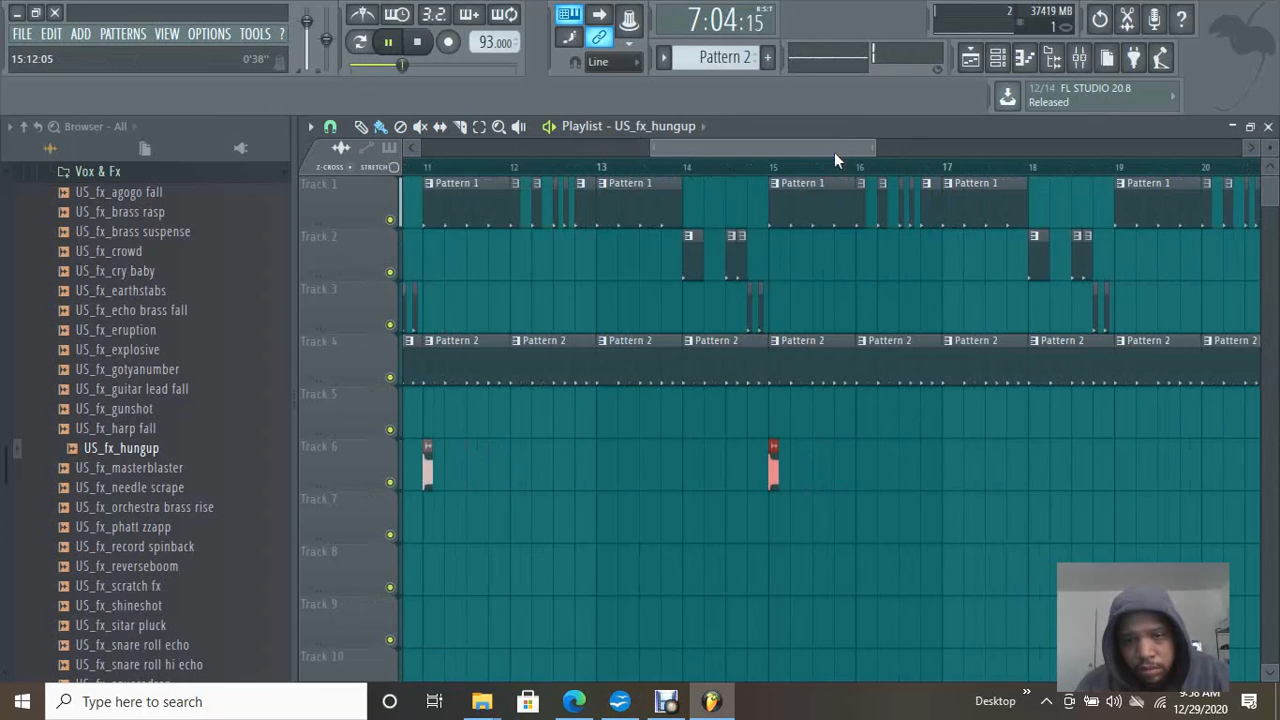 FILE EDIT ADD PATTERNS VIEW OPTIONS TOOLS
15:12:05 0'38"
3.2
93.000
Line
7:04:15
B:S:T
Pattern 2
2 37419 MB
1
12/14 FL STUDIO 20.8
Released
Browser - All
Playlist - US_fx_hungup
Z-CROSS STRETCH
11 12 13 14 15 16 17 18 19 20
Vox & Fx
US_fx_agogo fall
US_fx_brass rasp
US_fx_brass suspense
US_fx_crowd
US_fx_cry baby
US_fx_earthstabs
US_fx_echo brass fall
US_fx_eruption
US_fx_explosive
US_fx_gotyanumber
US_fx_guitar lead fall
US_fx_gunshot
US_fx_harp fall
US_fx_hungup
US_fx_masterblaster
US_fx_needle scrape
US_fx_orchestra brass rise
US_fx_phatt zzapp
US_fx_record spinback
US_fx_reverseboom
US_fx_scratch fx
US_fx_shineshot
US_fx_sitar pluck
US_fx_snare roll echo
US_fx_snare roll hi echo
Track 1 Pattern 1 Pattern 1 Pattern 1 Pattern 1 Pattern 1
Track 2
Track 3
Track 4 Pattern 2 Pattern 2 Pattern 2 Pattern 2 Pattern 2 Pattern 2 Pattern 2 Pattern 2 Pattern 2 Pattern 2
Track 5
Track 6
Track 7
Track 8
Track 9
Track 10
Type here to search
Desktop
9:58 AM
12/29/2020